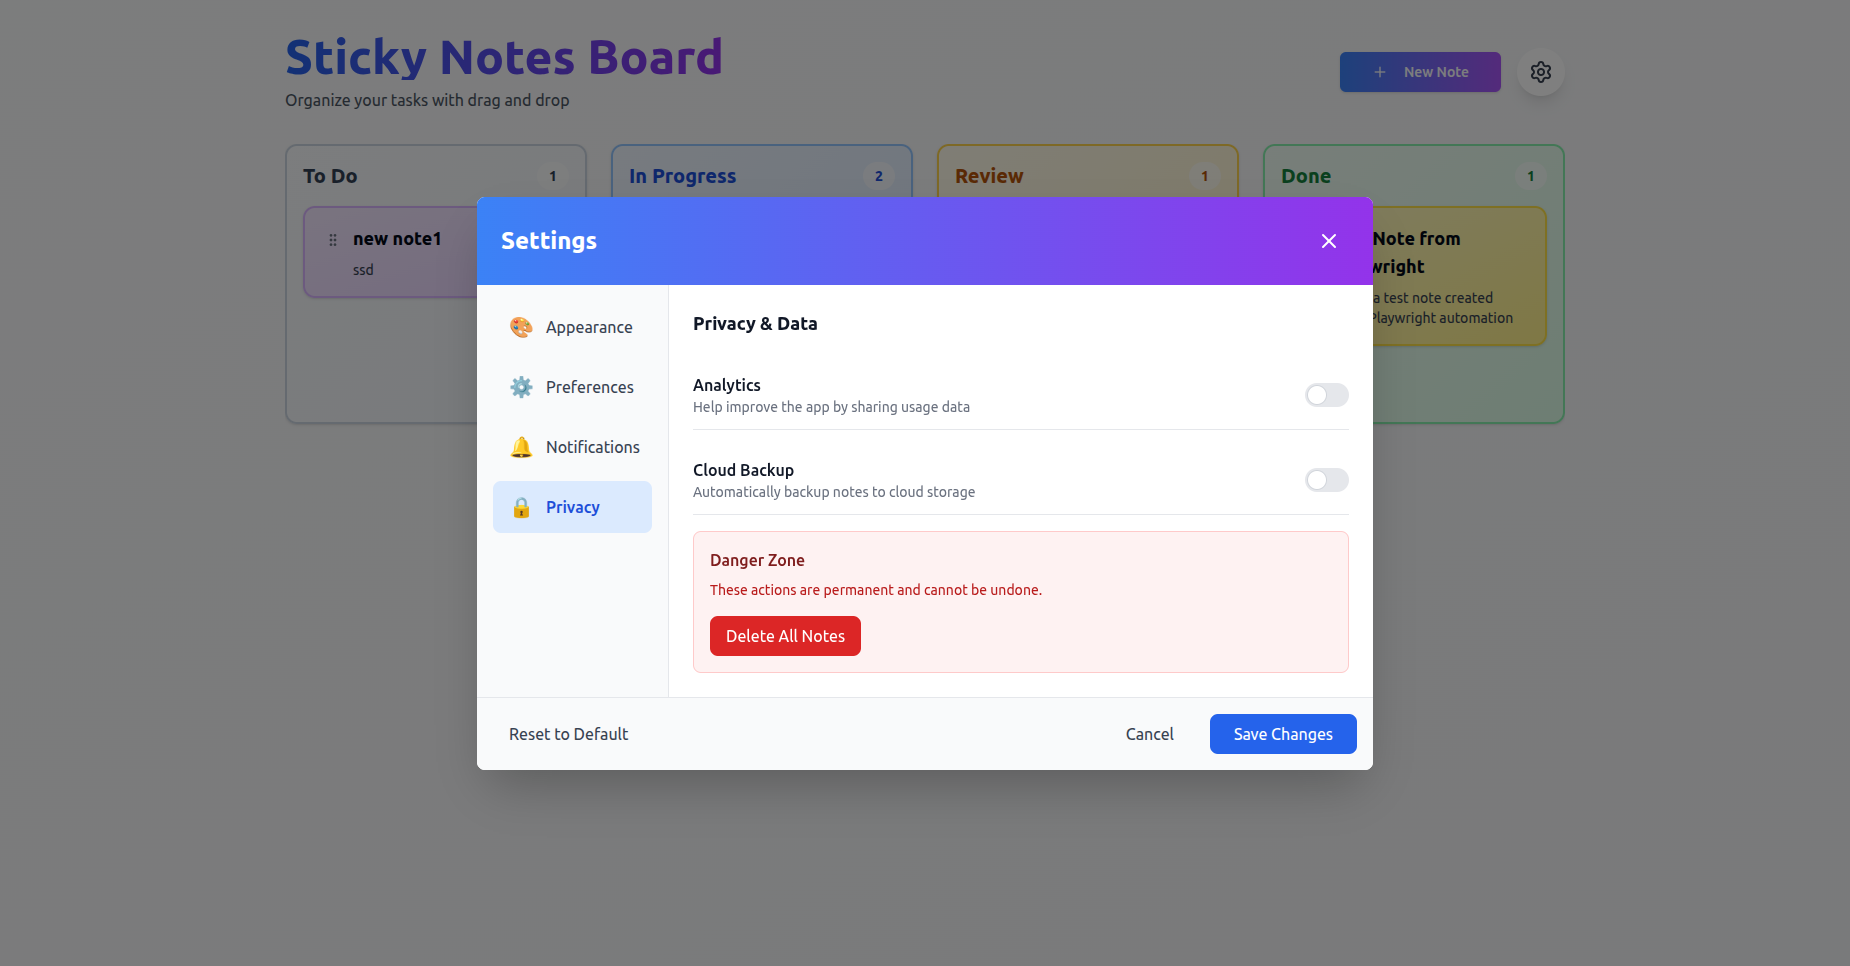 Sticky Notes Board
Organize your tasks with drag and drop
New Note
To Do
1
In Progress
2
Review
1
Done
1
new note1
ssd
Note from
wright
a test note created
Playwright automation
Settings
Appearance
Preferences
Notifications
Privacy
Privacy & Data
Analytics
Help improve the app by sharing usage data
Cloud Backup
Automatically backup notes to cloud storage
Danger Zone
These actions are permanent and cannot be undone.
Delete All Notes
Reset to Default
Cancel
Save Changes